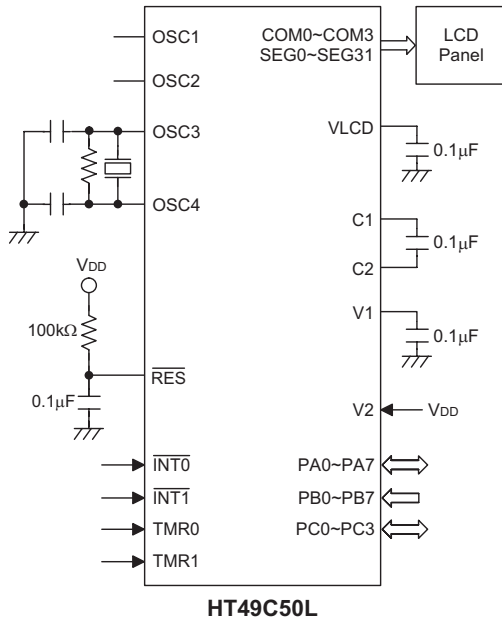 OSC1
OSC2
OSC3
OSC4
VDD
100kΩ
RES
0.1μF
INT0
INT1
TMR0
TMR1
COM0~COM3
SEG0~SEG31
LCD
Panel
VLCD
0.1μF
C1
0.1μF
C2
V1
0.1μF
V2
VDD
PA0~PA7
PB0~PB7
PC0~PC3
HT49C50L